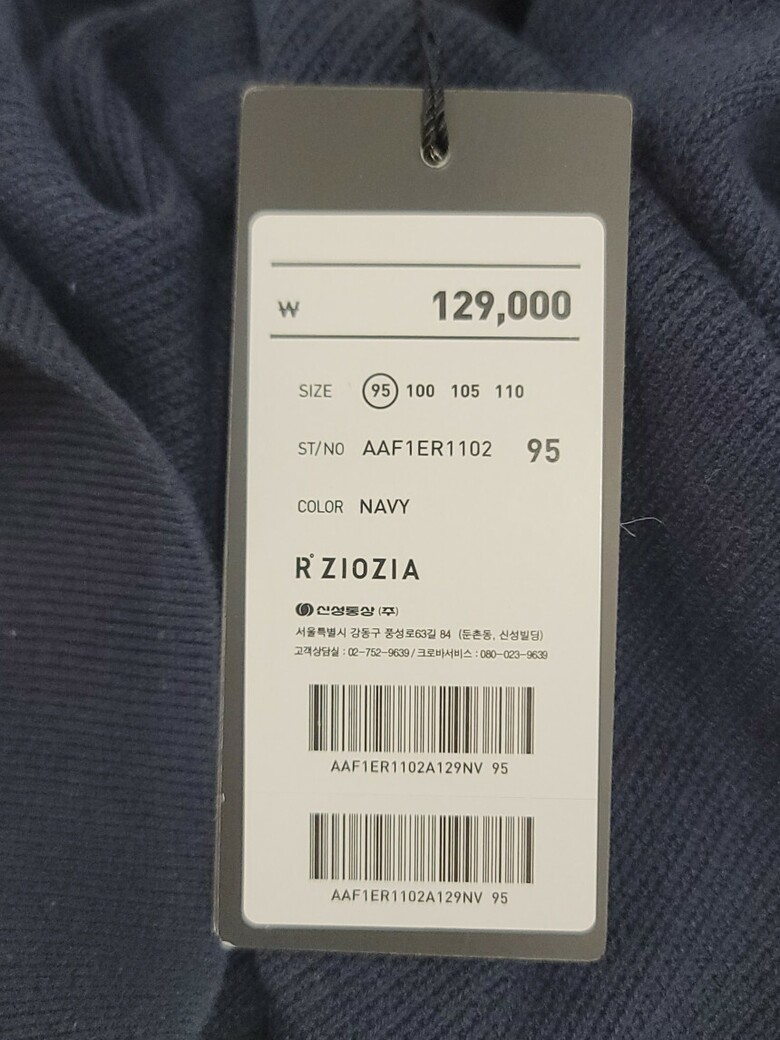 ₩ 129,000
SIZE 95 100 105 110
ST/NO AAF1ER1102 95
COLOR NAVY
R° ZIOZIA
신성통상 (주)
서울특별시 강동구 풍성로63길 84 (둔촌동, 신성빌딩)
고객상담실 : 02-752-9639 / 크로바서비스 : 080-023-9639
AAF1ER1102A129NV 95
AAF1ER1102A129NV 95